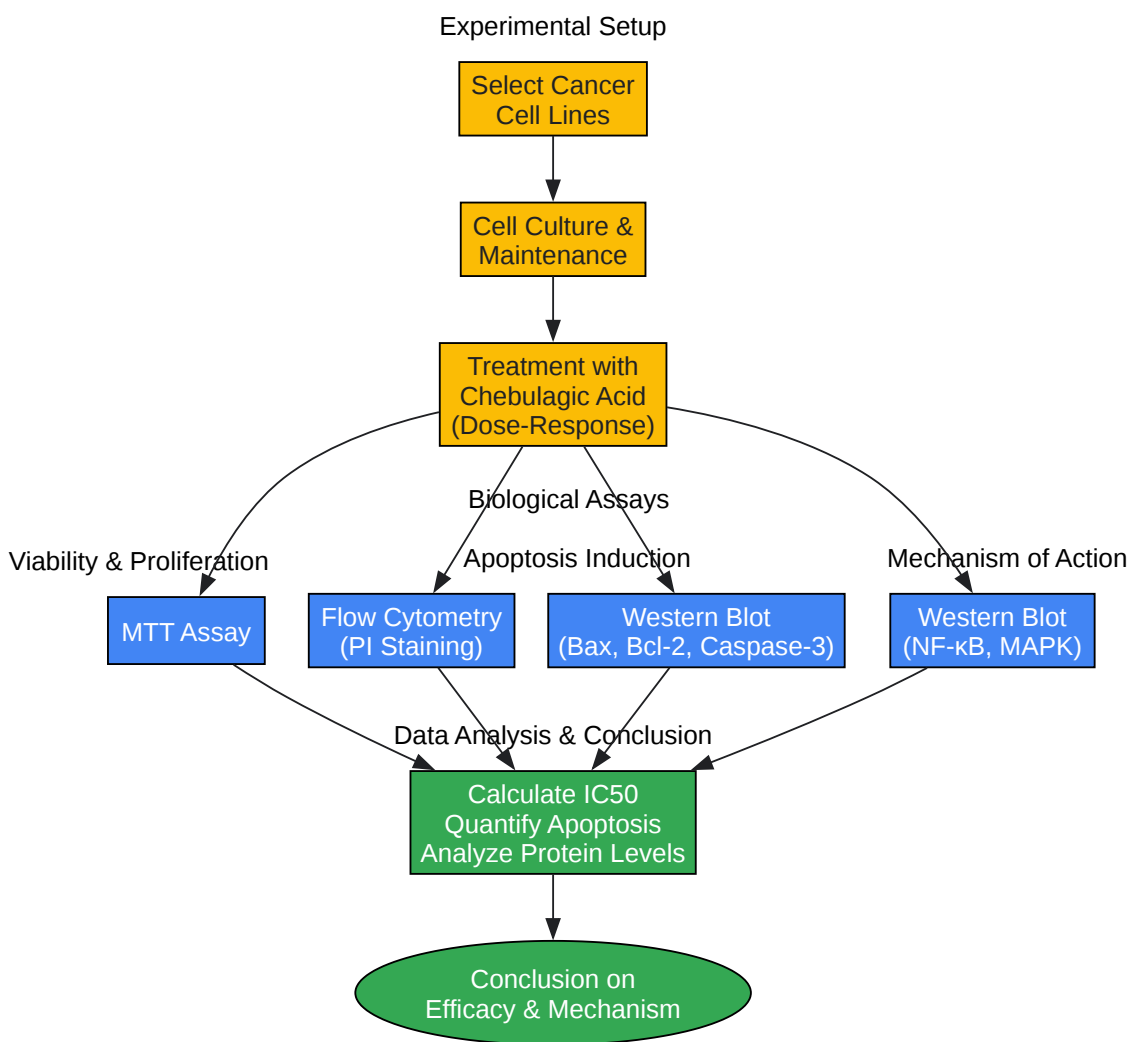 Experimental Setup
Select Cancer
Cell Lines
Cell Culture &
Maintenance
Treatment with
Chebulagic Acid
(Dose-Response)
Biological Assays
Viability & Proliferation
Apoptosis Induction
Mechanism of Action
MTT Assay
Flow Cytometry
(PI Staining)
Western Blot
(Bax, Bcl-2, Caspase-3)
Western Blot
(NF-κB, MAPK)
Data Analysis & Conclusion
Calculate IC50
Quantify Apoptosis
Analyze Protein Levels
Conclusion on
Efficacy & Mechanism